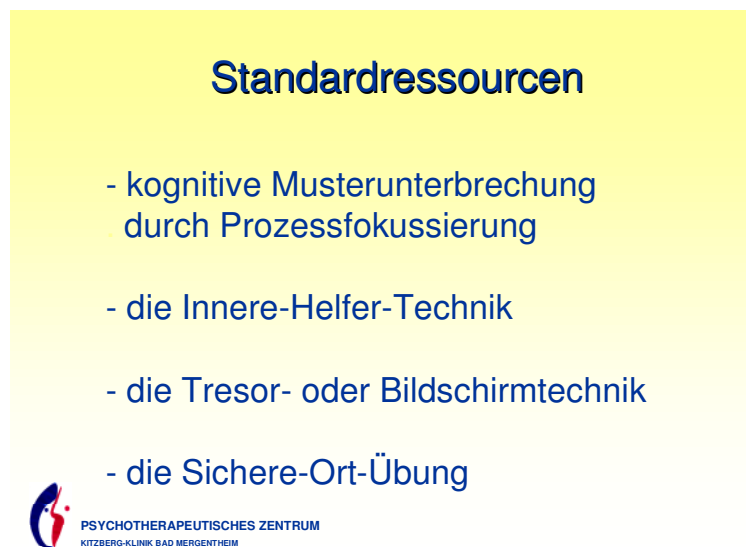 Standardressourcen
- kognitive Musterunterbrechung
durch Prozessfokussierung
- die Innere-Helfer-Technik
- die Tresor- oder Bildschirmtechnik
- die Sichere-Ort-Übung
PSYCHOTHERAPEUTISCHES ZENTRUM
KITZBERG-KLINIK BAD MERGENTHEIM